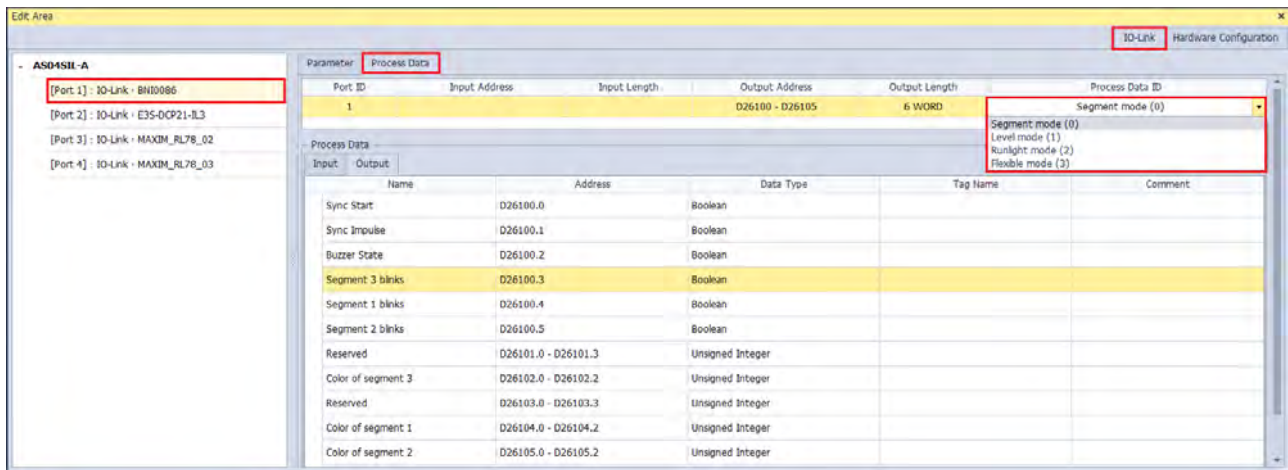 Edit Area x
IO-Link Hardware Configuration
- AS04SIL-A
[Port 1] : IO-Link - BNI0086
[Port 2] : IO-Link - E3S-DCP21-IL3
[Port 3] : IO-Link - MAXIM_RL78_02
[Port 4] : IO-Link - MAXIM_RL78_03
Parameter Process Data
Port ID Input Address Input Length Output Address Output Length Process Data ID
1 D26100 - D26105 6 WORD Segment mode (0)
Segment mode (0)
Level mode (1)
Runlight mode (2)
Flexible mode (3)
Process Data
Input Output
Name Address Data Type Tag Name Comment
Sync Start D26100.0 Boolean
Sync Impulse D26100.1 Boolean
Buzzer State D26100.2 Boolean
Segment 3 blinks D26100.3 Boolean
Segment 1 blinks D26100.4 Boolean
Segment 2 blinks D26100.5 Boolean
Reserved D26101.0 - D26101.3 Unsigned Integer
Color of segment 3 D26102.0 - D26102.2 Unsigned Integer
Reserved D26103.0 - D26103.3 Unsigned Integer
Color of segment 1 D26104.0 - D26104.2 Unsigned Integer
Color of segment 2 D26105.0 - D26105.2 Unsigned Integer